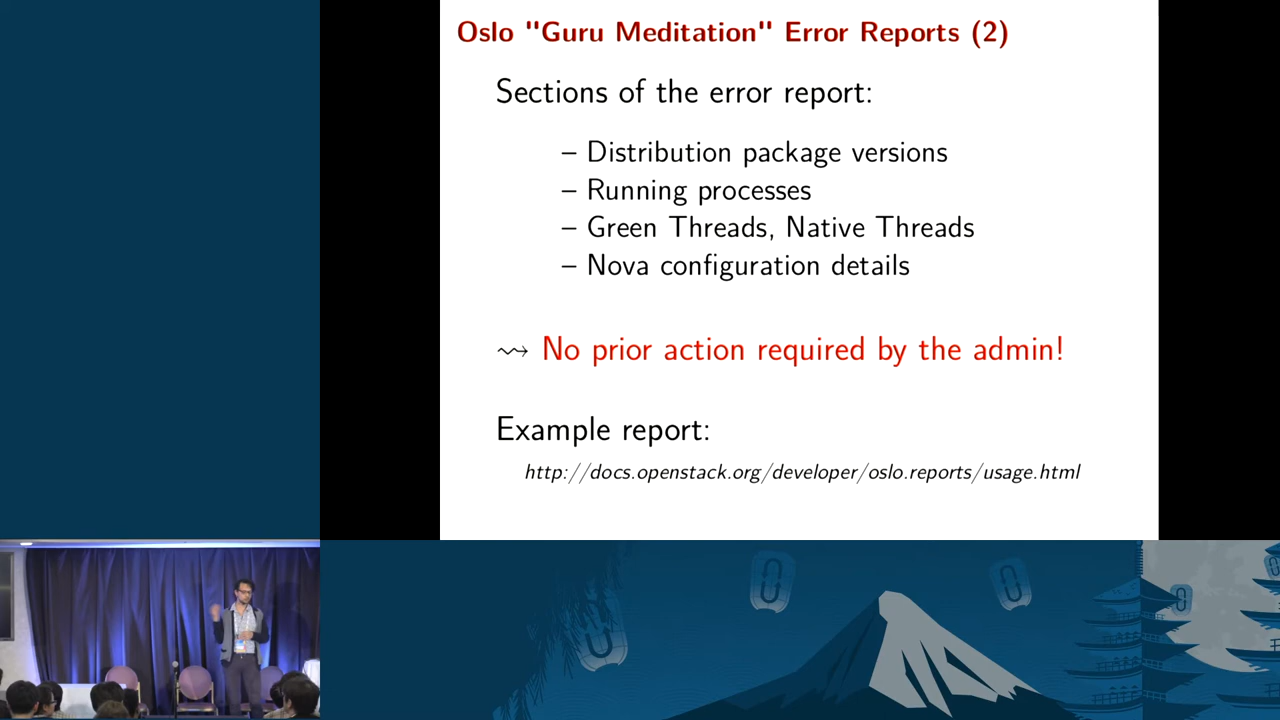 Oslo "Guru Meditation" Error Reports (2)
Sections of the error report:
– Distribution package versions
– Running processes
– Green Threads, Native Threads
– Nova configuration details
⇝ No prior action required by the admin!
Example report:
http://docs.openstack.org/developer/oslo.reports/usage.html